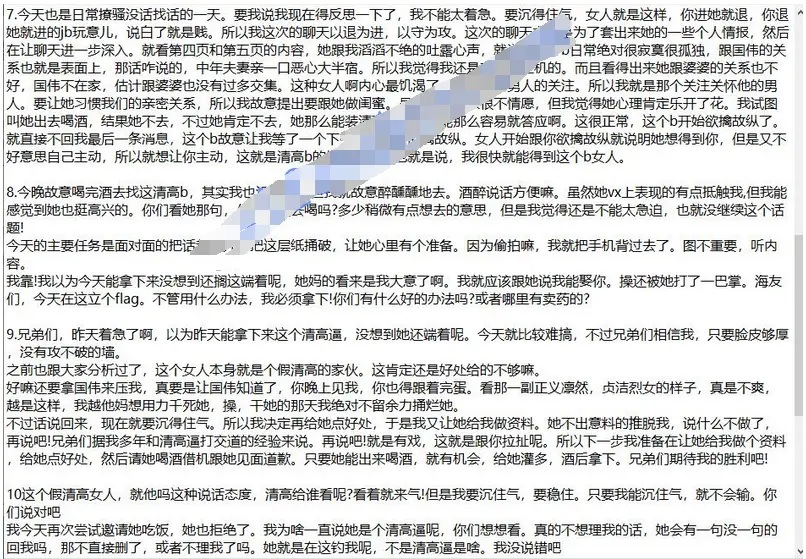 7.今天也是日常撩骚没话找话的一天。要我说我现在得反思一下了，我不能太着急。要沉得住气，女人就是这样，你进她就退，你退
她就进的jb玩意儿，说白了就是贱。所以我这次的聊天以退为进，以守为攻。这次的聊天 是为了套出来她的一些个人情报，然后
在让聊天进一步深入。就看第四页和第五页的内容，她跟我滔滔不绝的吐露心声，就 b日常绝对很寂寞很孤独，跟国伟的关
系也就是表面上，那话咋说的，中年夫妻亲一口恶心大半宿。所以我觉得我还是 机的。而且看得出来她跟婆婆的关系也不
好，国伟不在家，估计跟婆婆也没有过多交集。这种女人啊内心最饥渴了 男人的关注。所以我就是那个关注关怀他的男
人。要让她习惯我们的亲密关系，所以我故意提出要跟她做闺蜜。 很不情愿，但我觉得她心理肯定乐开了花。我试图
叫她出去喝酒，结果她不去，不过她肯定不去，她那么能装清 能那么容易就答应啊。这很正常，这个b开始欲擒故纵了。
就直接不回我最后一条消息，这个b故意让我等了一个下 擒故纵。女人开始跟你欲擒故纵就说明她想得到你，但是又不
好意思自己主动，所以就想让你主动，这就是清高b的 也就是说，我很快就能得到这个b女人。
8.今晚故意喝完酒去找这清高b，其实我也没 但我就故意醉醺醺地去。酒醉说话方便嘛。虽然她vx上表现的有点抵触我,但我能
感觉到她也挺高兴的。你们看她那句， 去喝吗?多少稍微有点想去的意思，但是我觉得还是不能太急迫，也就没继续这个话
题!
今天的主要任务是面对面的把话 把这层纸捅破，让她心里有个准备。因为偷拍嘛，我就把手机背过去了。图不重要，听内
容。
我靠!我以为今天能拿下来没想到还搁这端着呢，她妈的看来是我大意了啊。我就应该跟她说我能娶你。操还被她打了一巴掌。海友
们，今天在这立个flag。不管用什么办法，我必须拿下!你们有什么好的办法吗?或者哪里有卖药的?
9.兄弟们，昨天着急了啊，以为昨天能拿下来这个清高逼，没想到她还端着呢。今天就比较难搞，不过兄弟们相信我，只要脸皮够厚
，没有攻不破的墙。
之前也跟大家分析过了，这个女人本身就是个假清高的家伙。这肯定还是好处给的不够嘛。
好嘛还要拿国伟来压我，真要是让国伟知道了，你晚上见我，你也得跟着完蛋。看那一副正义凛然，贞洁烈女的样子，真是不爽，
越是这样，我越他妈想用力干死她，操，干她的那天我绝对不留余力捅烂她。
不过话说回来，现在就要沉得住气。所以我决定再给她点好处，于是我又让她给我做资料。她不出意料的推脱我，说什么不做了，
再说吧!兄弟们据我多年和清高逼打交道的经验来说。再说吧!就是有戏，这就是跟你拉扯呢。所以下一步我准备在让她给我做个资料
，给她点好处，然后请她喝酒借机跟她见面道歉。只要她能出来喝酒，就有机会，给她灌多，酒后拿下。兄弟们期待我的胜利吧!
10这个假清高女人，就他吗这种说话态度，清高给谁看呢?看着就来气!但是我要沉住气，要稳住。只要我能沉住气，就不会输。你
们说对吧
我今天再次尝试邀请她吃饭，她也拒绝了。我为啥一直说她是个清高逼呢，你们想想看。真的不想理我的话，她会有一句没一句的
回我吗，那不直接删了，或者不理我了吗。她就是在这钓我呢，不是清高逼是啥。我没说错吧